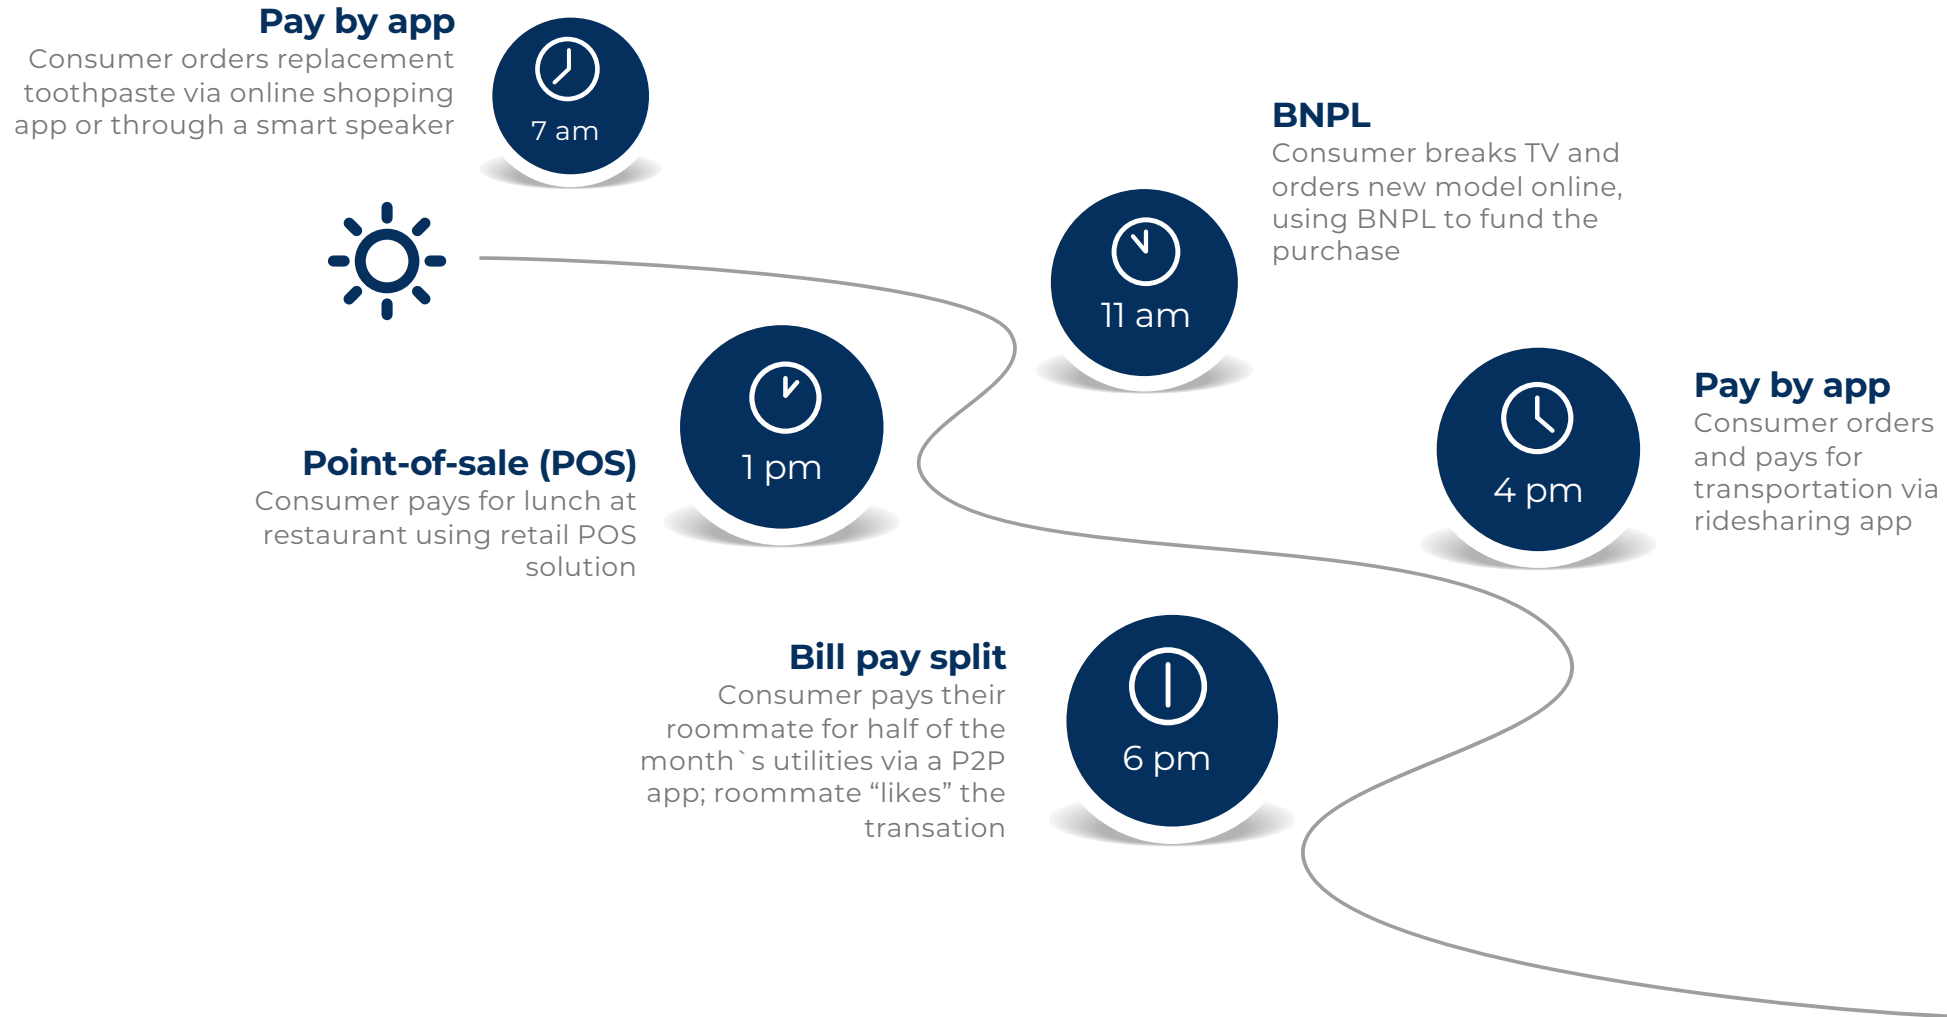 Pay by app
Consumer orders replacement
toothpaste via online shopping
app or through a smart speaker
7 am
BNPL
Consumer breaks TV and
orders new model online,
using BNPL to fund the
purchase
11 am
Point-of-sale (POS)
Consumer pays for lunch at
restaurant using retail POS
solution
1 pm
Pay by app
Consumer orders
and pays for
transportation via
ridesharing app
4 pm
Bill pay split
Consumer pays their
roommate for half of the
month`s utilities via a P2P
app; roommate “likes” the
transation
6 pm